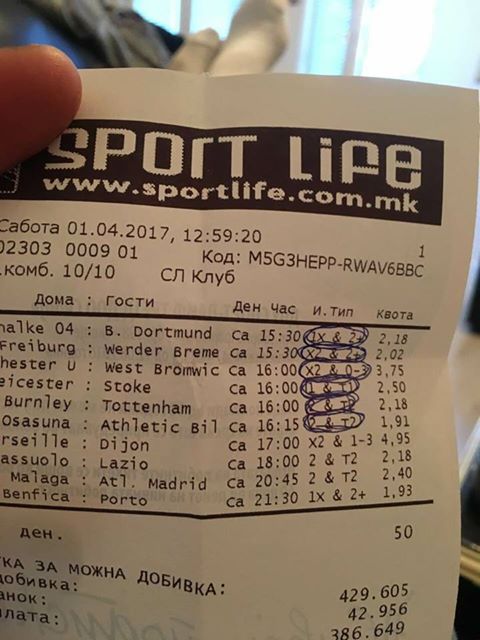 SPORT LIFE
www.sportlife.com.mk
Сабота 01.04.2017, 12:59:20
1
02303 0009 01 Код: M5G3HEPP-RWAV6BBC
.комб. 10/10 СЛ Клуб
Дома : Гости Ден Час И.Тип Квота
halke 04 : B. Dortmund Са 15:30 1X & 2+ 2,18
Freiburg : Werder Breme Са 15:30 X2 & 2+ 2,02
hester U : West Bromwic Са 16:00 X2 & 0-3 3,75
eicester : Stoke Са 16:00 1 & T1 2,50
Burnley : Tottenham Са 16:00 2 & T2 2,18
Osasuna : Athletic Bil Са 16:15 2 & T2 1,91
rseille : Dijon Са 17:00 X2 & 1-3 4,95
assuolo : Lazio Са 18:00 2 & T2 2,18
Malaga : Atl. Madrid Са 20:45 2 & T2 2,40
Benfica : Porto Са 21:30 1X & 2+ 1,93
ден. 50
КА ЗА МОЖНА ДОБИВКА:
добивка: 429.605
анок: 42.956
лата: 386.649